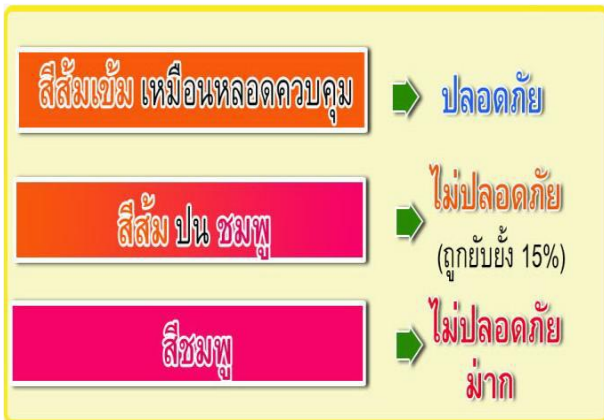 สีส้มเข้ม เหมือนหลอดควบคุม
ปลอดภัย
สีส้ม ปน ชมพู
ไม่ปลอดภัย
(ถูกยับยั้ง 15%)
สีชมพู
ไม่ปลอดภัย
ม่าก